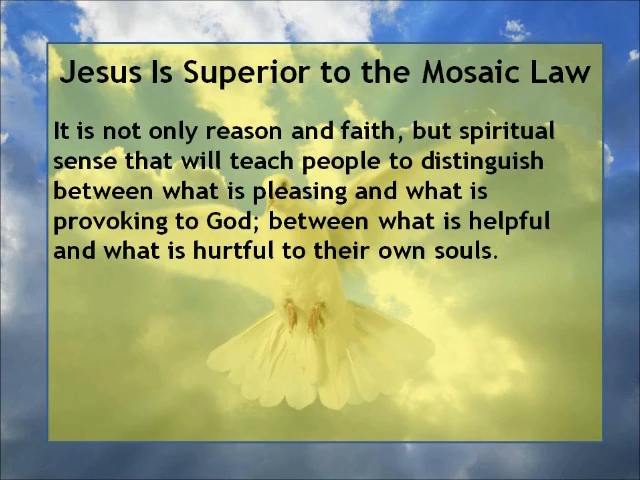 Jesus Is Superior to the Mosaic Law
It is not only reason and faith, but spiritual
sense that will teach people to distinguish
between what is pleasing and what is
provoking to God; between what is helpful
and what is hurtful to their own souls.